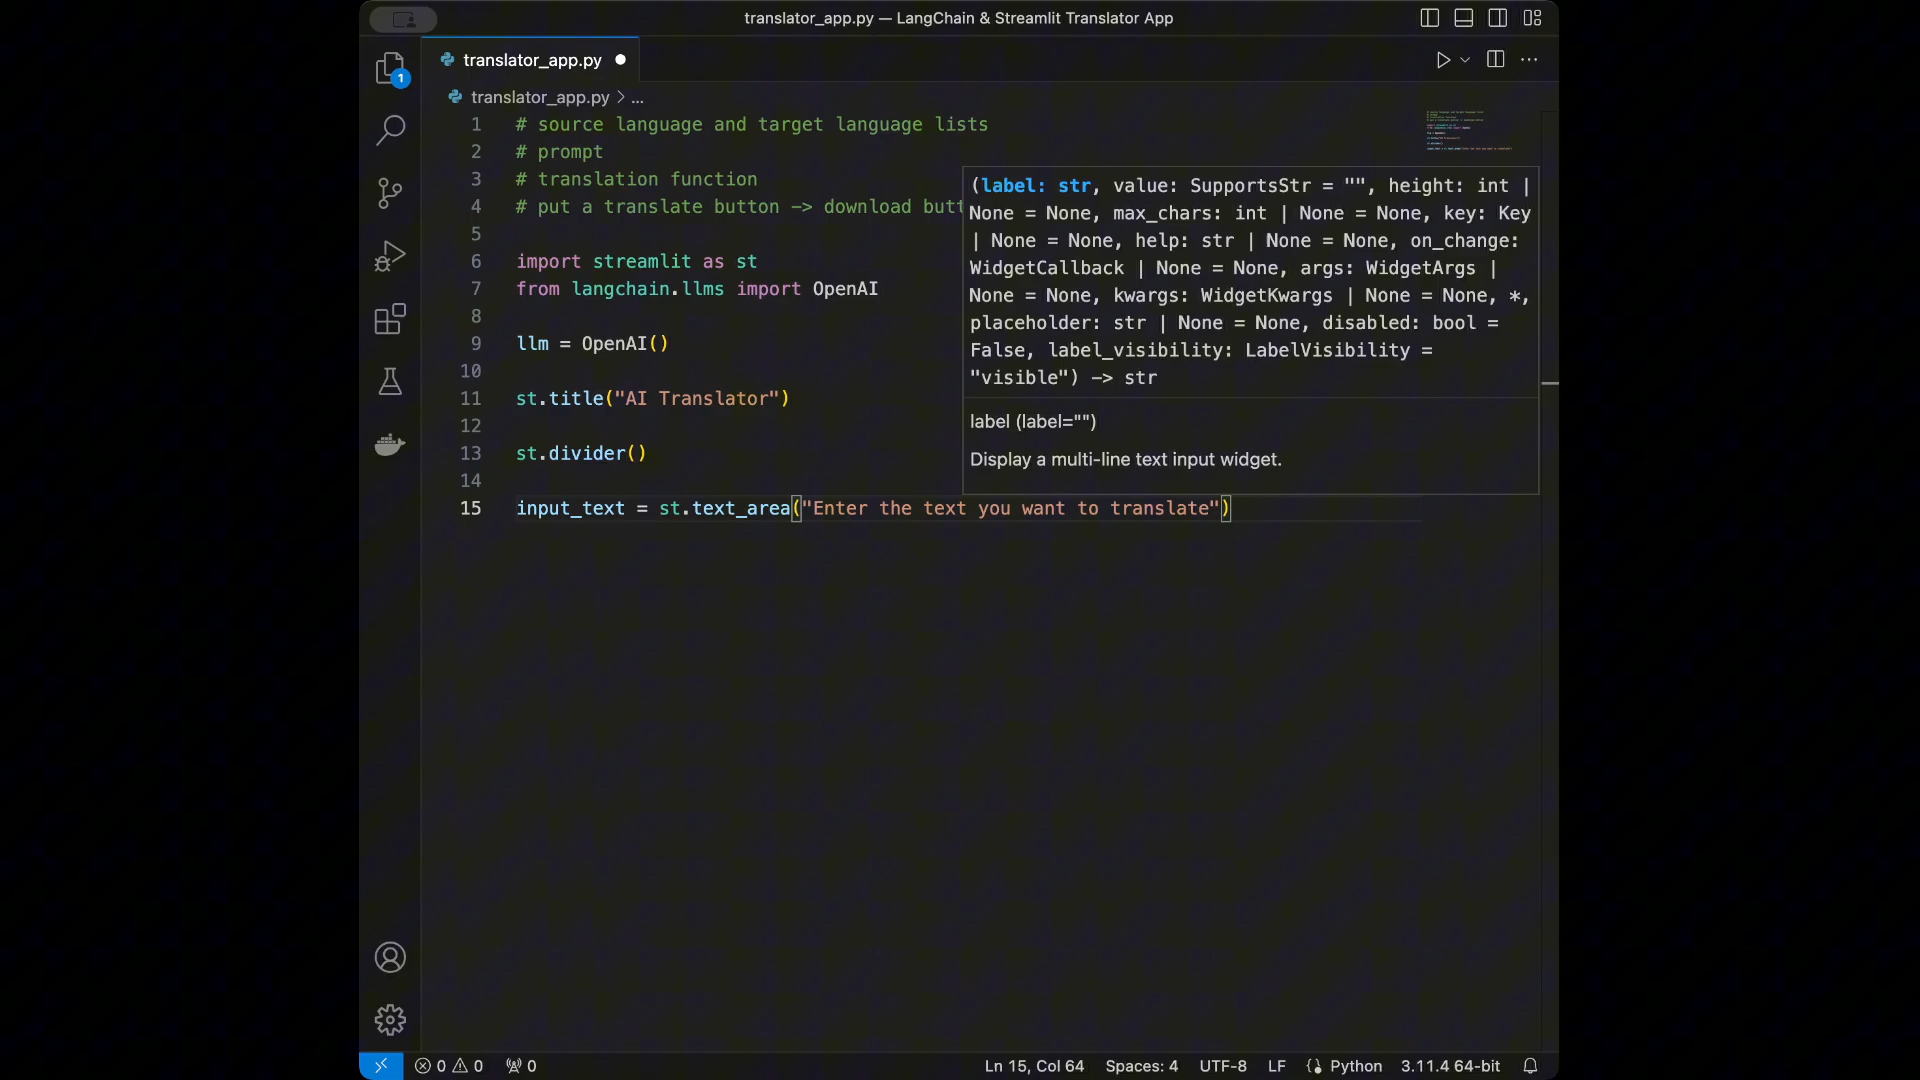 translator_app.py — LangChain & Streamlit Translator App
translator_app.py
1
translator_app.py > ...
1 # source language and target language lists
2 # prompt
3 # translation function
4 # put a translate button -> download butt
5
6 import streamlit as st
7 from langchain.llms import OpenAI
8
9 llm = OpenAI()
10
11 st.title("AI Translator")
12
13 st.divider()
14
15 input_text = st.text_area("Enter the text you want to translate")
(label: str, value: SupportsStr = "", height: int |
None = None, max_chars: int | None = None, key: Key
| None = None, help: str | None = None, on_change:
WidgetCallback | None = None, args: WidgetArgs |
None = None, kwargs: WidgetKwargs | None = None, *,
placeholder: str | None = None, disabled: bool =
False, label_visibility: LabelVisibility =
"visible") -> str
label (label="")
Display a multi-line text input widget.
0 0 0 Ln 15, Col 64 Spaces: 4 UTF-8 LF Python 3.11.4 64-bit